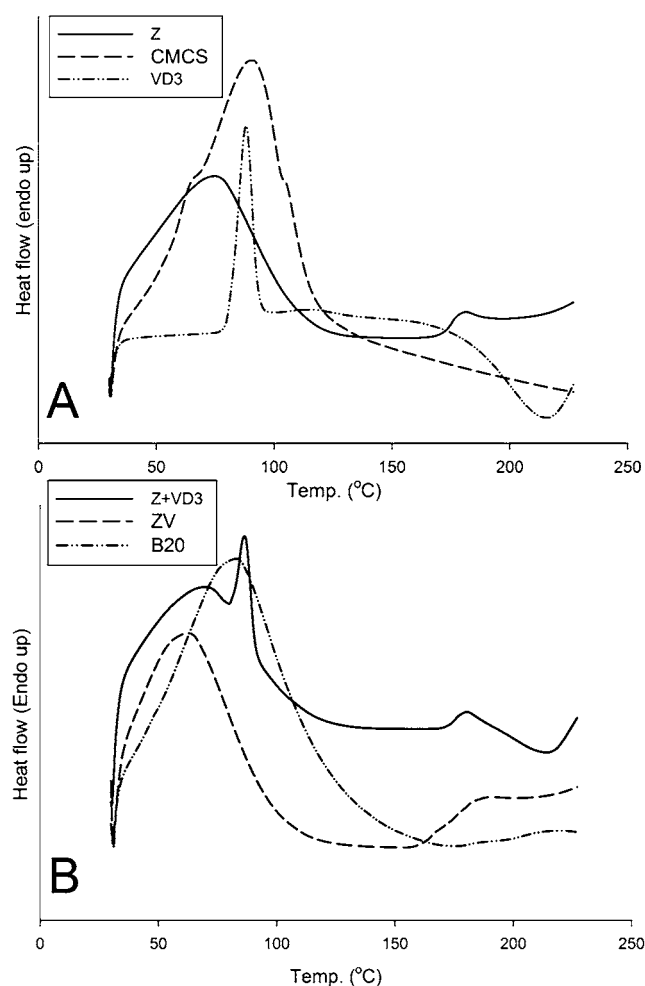 Z
CMCS
VD3
Heat flow (endo up)
A
0 50 100 150 200 250
Temp. (°C)
Z+VD3
ZV
B20
Heat flow (Endo up)
B
0 50 100 150 200 250
Temp. (°C)